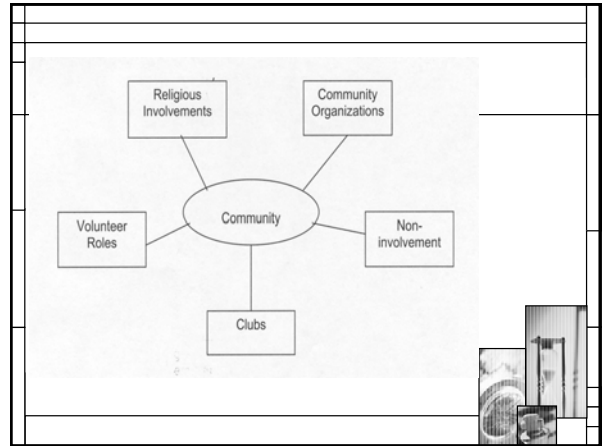 Religious
Involvements
Community
Organizations
Community
Volunteer
Roles
Non-
involvement
Clubs